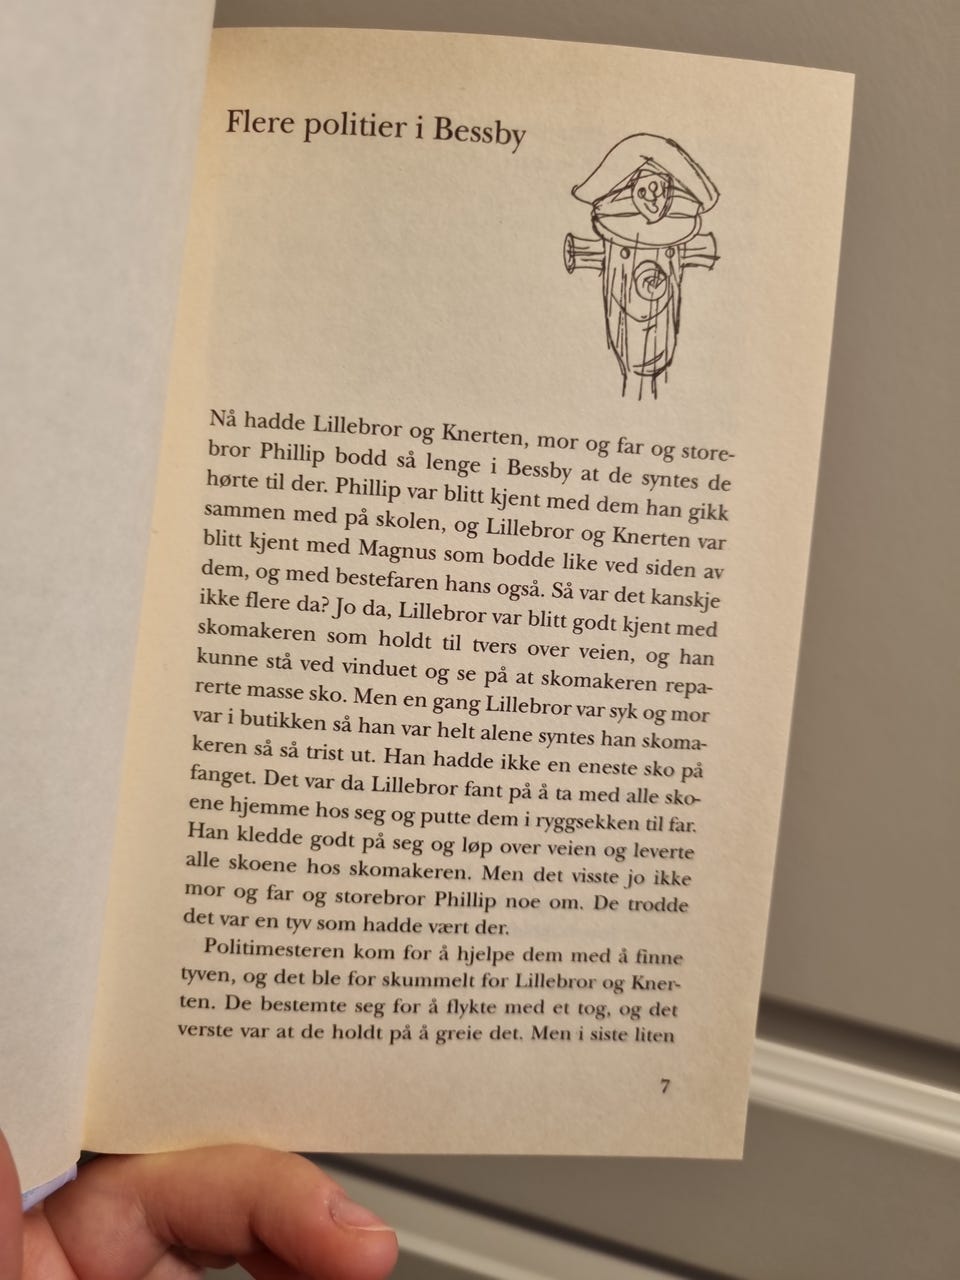 Flere politier i Bessby
Nå hadde Lillebror og Knerten, mor og far og store-
bror Phillip bodd så lenge i Bessby at de syntes de
hørte til der. Phillip var blitt kjent med dem han gikk
sammen med på skolen, og Lillebror og Knerten var
blitt kjent med Magnus som bodde like ved siden av
dem, og med bestefaren hans også. Så var det kanskje
ikke flere da? Jo da, Lillebror var blitt godt kjent med
skomakeren som holdt til tvers over veien, og han
kunne stå ved vinduet og se på at skomakeren repa-
rerte masse sko. Men en gang Lillebror var syk og mor
var i butikken så han var helt alene syntes han skoma-
keren så så trist ut. Han hadde ikke en eneste sko på
fanget. Det var da Lillebror fant på å ta med alle sko-
ene hjemme hos seg og putte dem i ryggsekken til far.
Han kledde godt på seg og løp over veien og leverte
alle skoene hos skomakeren. Men det visste jo ikke
mor og far og storebror Phillip noe om. De trodde
det var en tyv som hadde vært der.
Politimesteren kom for å hjelpe dem med å finne
tyven, og det ble for skummelt for Lillebror og Kner-
ten. De bestemte seg for å flykte med et tog, og det
verste var at de holdt på å greie det. Men i siste liten
7